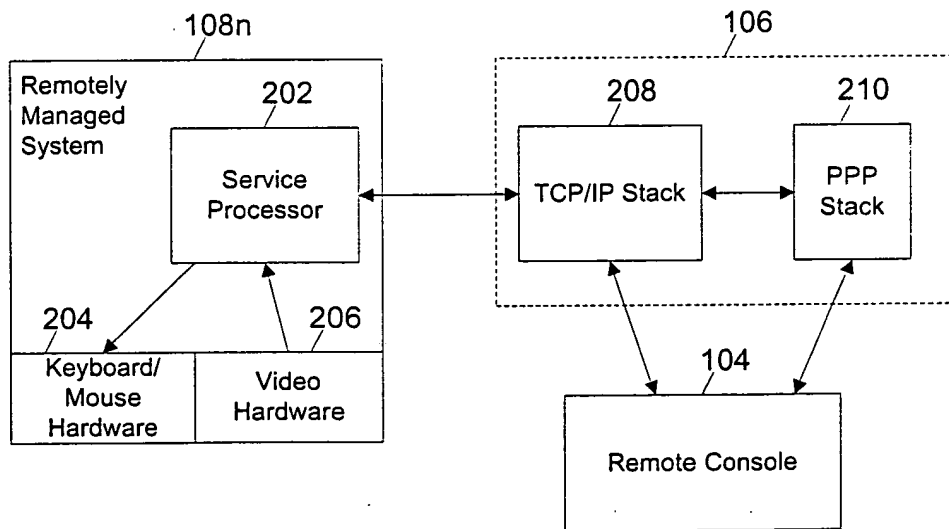 108n
106
Remotely
Managed
System
202
208
210
Service
Processor
TCP/IP Stack
PPP
Stack
204
206
Keyboard/
Mouse
Hardware
Video
Hardware
104
Remote Console